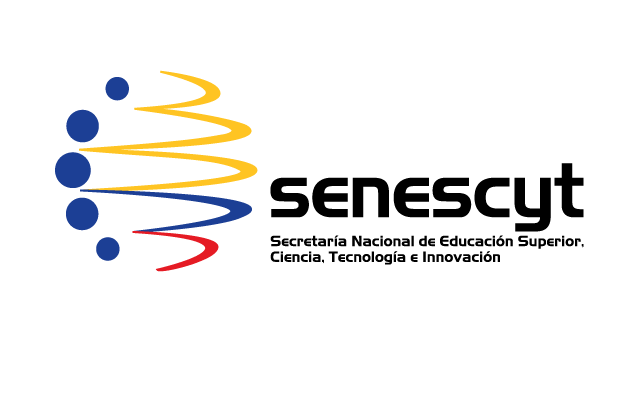 senescyt
Secretaría Nacional de Educación Superior,
Ciencia, Tecnología e Innovación